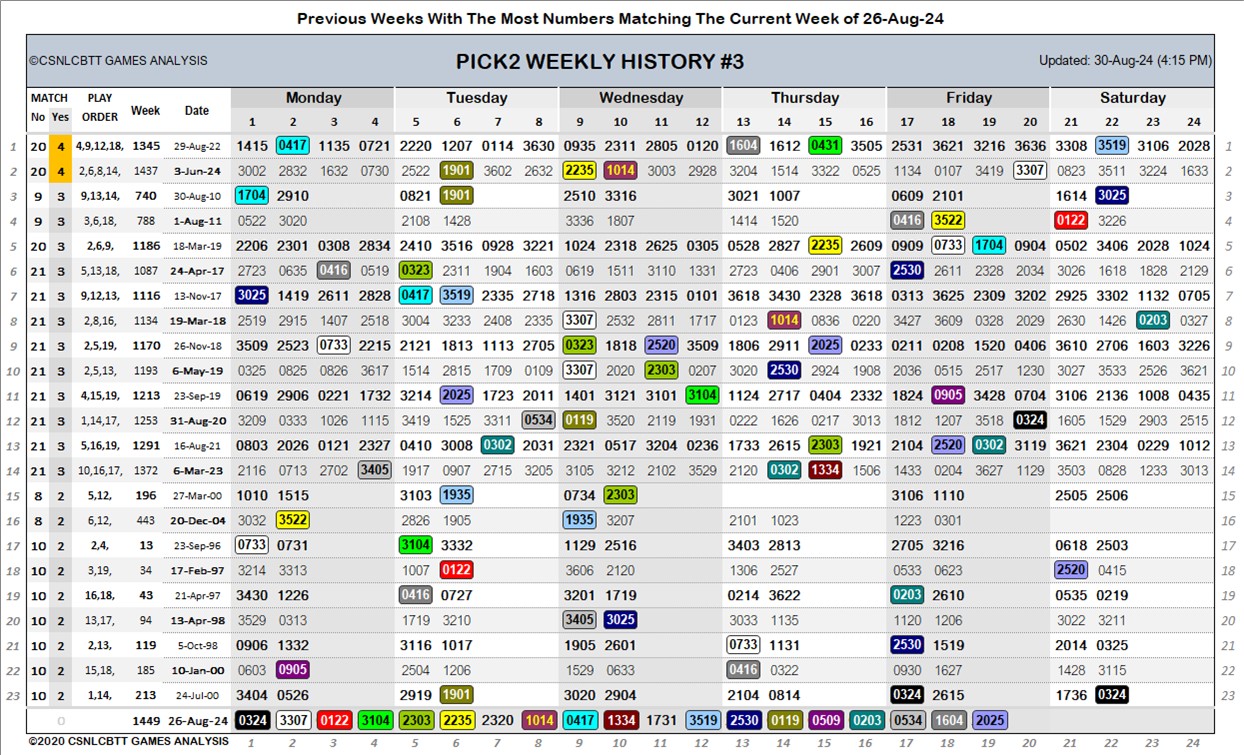 Previous Weeks With The Most Numbers Matching The Current Week of 26-Aug-24
©CSNLCBTT GAMES ANALYSIS PICK2 WEEKLY HISTORY #3 Updated: 30-Aug-24 (4:15 PM)
MATCH PLAY Week Date Monday Tuesday Wednesday Thursday Friday Saturday
No Yes ORDER 1 2 3 4 5 6 7 8 9 10 11 12 13 14 15 16 17 18 19 20 21 22 23 24
1 20 4 4,9,12,18, 1345 29-Aug-22 1415 0417 1135 0721 2220 1207 0114 3630 0935 2311 2805 0120 1604 1612 0431 3505 2531 3621 3216 3636 3308 3519 3106 2028 1
2 20 4 2,6,8,14, 1437 3-Jun-24 3002 2832 1632 0730 2522 1901 3602 2632 2235 1014 3003 2928 3206 1504 3322 0525 1134 0107 3419 3307 0823 3511 3224 1633 2
3 9 3 9,13,14, 740 30-Aug-10 1704 2910 0821 1901 2510 3316 3021 1007 0609 2101 1614 3025 3
4 9 3 3,6,18, 788 1-Aug-11 0522 3020 2108 1428 3336 1807 1414 1520 0416 3522 0122 3226 4
5 20 3 2,6,9, 1186 18-Mar-19 2206 2301 0308 2834 2410 3516 0928 3221 1024 2318 2625 0305 0528 2827 2235 2609 0909 0733 1704 0904 0502 3406 2028 1024 5
6 21 3 5,13,18, 1087 24-Apr-17 2723 0635 0416 0519 0323 2311 1904 1603 0619 1511 3110 1331 2723 0406 2901 3007 2530 2611 2328 2034 3026 1618 1828 2129 6
7 21 3 9,12,13, 1116 13-Nov-17 3025 1419 2611 2828 0417 3519 2335 2718 1316 2803 2315 0101 3618 3430 2328 3618 0313 3625 2309 3202 2925 3302 1132 0705 7
8 21 3 2,8,16, 1134 19-Mar-18 2519 2915 1407 2518 3004 3233 2408 2335 3307 2532 2811 1717 0123 1014 0836 0220 3427 3609 0328 2029 2630 1426 0203 0327 8
9 21 3 2,5,19, 1170 26-Nov-18 3509 2523 0733 2215 2121 1813 1113 2705 0323 1818 2520 3509 1806 2911 2025 0233 0211 0208 1520 0406 3610 2706 1603 3226 9
10 21 3 2,5,13, 1193 6-May-19 0325 0825 0826 3617 1514 2815 1709 0109 3307 2020 2303 0207 3020 2530 2924 1908 2036 0515 2517 1230 3027 3533 2526 3621 10
11 21 3 4,15,19, 1213 23-Sep-19 0619 2906 0221 1732 3214 2025 1723 2011 1401 3121 3101 3104 1124 2717 0404 2332 1824 0905 3428 0704 3106 2136 1008 0435 11
12 21 3 1,14,17, 1253 31-Aug-20 3209 0333 1026 1115 3419 1525 3311 0534 0119 3520 2119 1931 0222 1626 0217 3013 1812 1207 3518 0324 1605 1529 2903 2515 12
13 21 3 5,16,19, 1291 16-Aug-21 0803 2026 0121 2327 0410 3008 0302 2031 2321 0517 3204 0236 1733 2615 2303 1921 2104 2520 0302 3119 3621 2304 0229 1012 13
14 21 3 10,16,17, 1372 6-Mar-23 2116 0713 2702 3405 1917 0907 2715 3205 3105 3212 2102 3529 2120 0302 1334 1506 1433 0204 3627 1129 3503 0828 1233 3013 14
15 8 2 5,12, 196 27-Mar-00 1010 1515 3103 1935 0734 2303 3106 1110 2505 2506 15
16 8 2 6,12, 443 20-Dec-04 3032 3522 2826 1905 1935 3207 2101 1023 1223 0301 16
17 10 2 2,4, 13 23-Sep-96 0733 0731 3104 3332 1129 2516 3403 2813 2705 3216 0618 2503 17
18 10 2 3,19, 34 17-Feb-97 3214 3313 1007 0122 3606 2120 1306 2527 0533 0623 2520 0415 18
19 10 2 16,18, 43 21-Apr-97 3430 1226 0416 0727 3201 1719 0214 3622 0203 2610 0535 0219 19
20 10 2 13,17, 94 13-Apr-98 3529 0313 1719 3210 3405 3025 3033 1135 1120 1206 3022 3211 20
21 10 2 2,13, 119 5-Oct-98 0906 1332 3116 1017 1905 2601 0733 1131 2530 1519 2014 0325 21
22 10 2 15,18, 185 10-Jan-00 0603 0905 2504 1206 1529 0633 0416 0322 0930 1627 1428 3115 22
23 10 2 1,14, 213 24-Jul-00 3404 0526 2919 1901 3020 2904 2104 0814 0324 2615 1736 0324 23
0 1449 26-Aug-24 0324 3307 0122 3104 2303 2235 2320 1014 0417 1334 1731 3519 2530 0119 0509 0203 0534 1604 2025
©2020 CSNLCBTT GAMES ANALYSIS 1 2 3 4 5 6 7 8 9 10 11 12 13 14 15 16 17 18 19 20 21 22 23 24